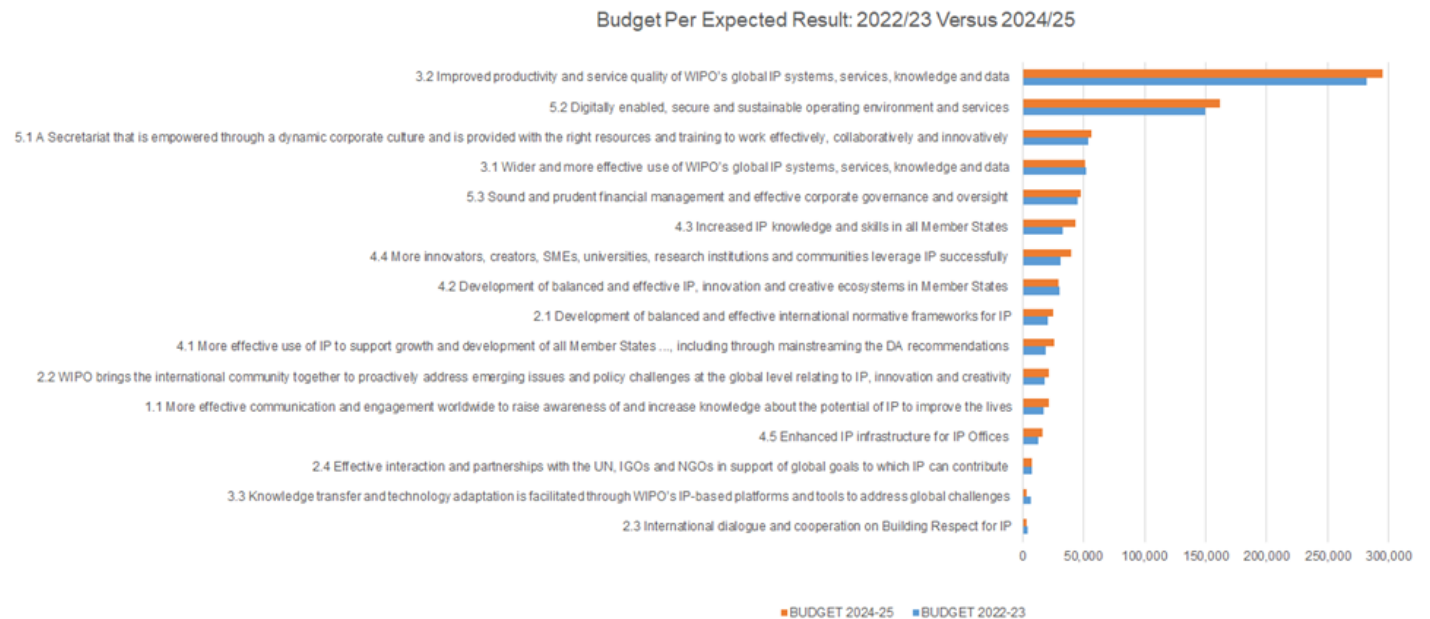 Budget Per Expected Result: 2022/23 Versus 2024/25
3.2 Improved productivity and service quality of WIPO's global IP systems, services, knowledge and data
5.2 Digitally enabled, secure and sustainable operating environment and services
5.1 A Secretariat that is empowered through a dynamic corporate culture and is provided with the right resources and training to work effectively, collaboratively and innovatively
3.1 Wider and more effective use of WIPO's global IP systems, services, knowledge and data
5.3 Sound and prudent financial management and effective corporate governance and oversight
4.3 Increased IP knowledge and skills in all Member States
4.4 More innovators, creators, SMEs, universities, research institutions and communities leverage IP successfully
4.2 Development of balanced and effective IP, innovation and creative ecosystems in Member States
2.1 Development of balanced and effective international normative frameworks for IP
4.1 More effective use of IP to support growth and development of all Member States ..., including through mainstreaming the DA recommendations
2.2 WIPO brings the international community together to proactively address emerging issues and policy challenges at the global level relating to IP, innovation and creativity
1.1 More effective communication and engagement worldwide to raise awareness of and increase knowledge about the potential of IP to improve the lives
4.5 Enhanced IP infrastructure for IP Offices
2.4 Effective interaction and partnerships with the UN, IGOs and NGOs in support of global goals to which IP can contribute
3.3 Knowledge transfer and technology adaptation is facilitated through WIPO's IP-based platforms and tools to address global challenges
2.3 International dialogue and cooperation on Building Respect for IP
0 50,000 100,000 150,000 200,000 250,000 300,000
BUDGET 2024-25 BUDGET 2022-23